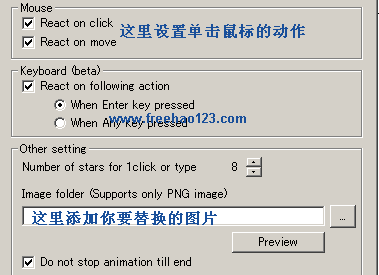 Mouse
React on click
这里设置单击鼠标的动作
React on move
Keyboard (beta)
React on following action
When Enter key pressed
www.freehao123.com
When Any key pressed
Other setting
Number of stars for 1click or type 8
Image folder (Supports only PNG image)
这里添加你要替换的图片
...
Preview
Do not stop animation till end